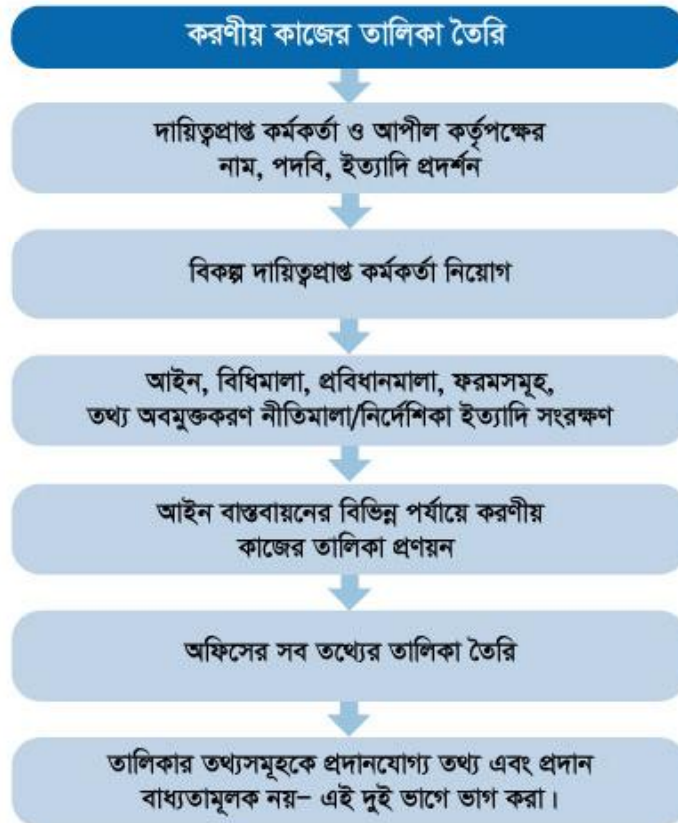 করণীয় কাজের তালিকা তৈরি
দায়িত্বপ্রাপ্ত কর্মকর্তা ও আপীল কর্তৃপক্ষের
নাম, পদবি, ইত্যাদি প্রদর্শন
বিকল্প দায়িত্বপ্রাপ্ত কর্মকর্তা নিয়োগ
আইন, বিধিমালা, প্রবিধানমালা, ফরমসমূহ,
তথ্য অবমুক্তকরণ নীতিমালা/নির্দেশিকা ইত্যাদি সংরক্ষণ
আইন বাস্তবায়নের বিভিন্ন পর্যায়ে করণীয়
কাজের তালিকা প্রণয়ন
অফিসের সব তথ্যের তালিকা তৈরি
তালিকার তথ্যসমূহকে প্রদানযোগ্য তথ্য এবং প্রদান
বাধ্যতামূলক নয়– এই দুই ভাগে ভাগ করা।